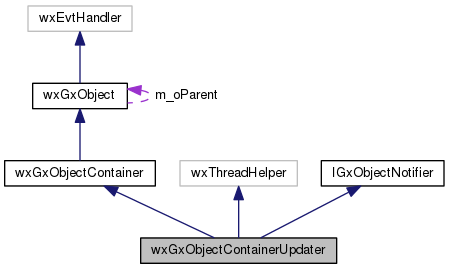 wxEvtHandler
wxGxObject
m_oParent
wxGxObjectContainer
wxThreadHelper
IGxObjectNotifier
wxGxObjectContainerUpdater